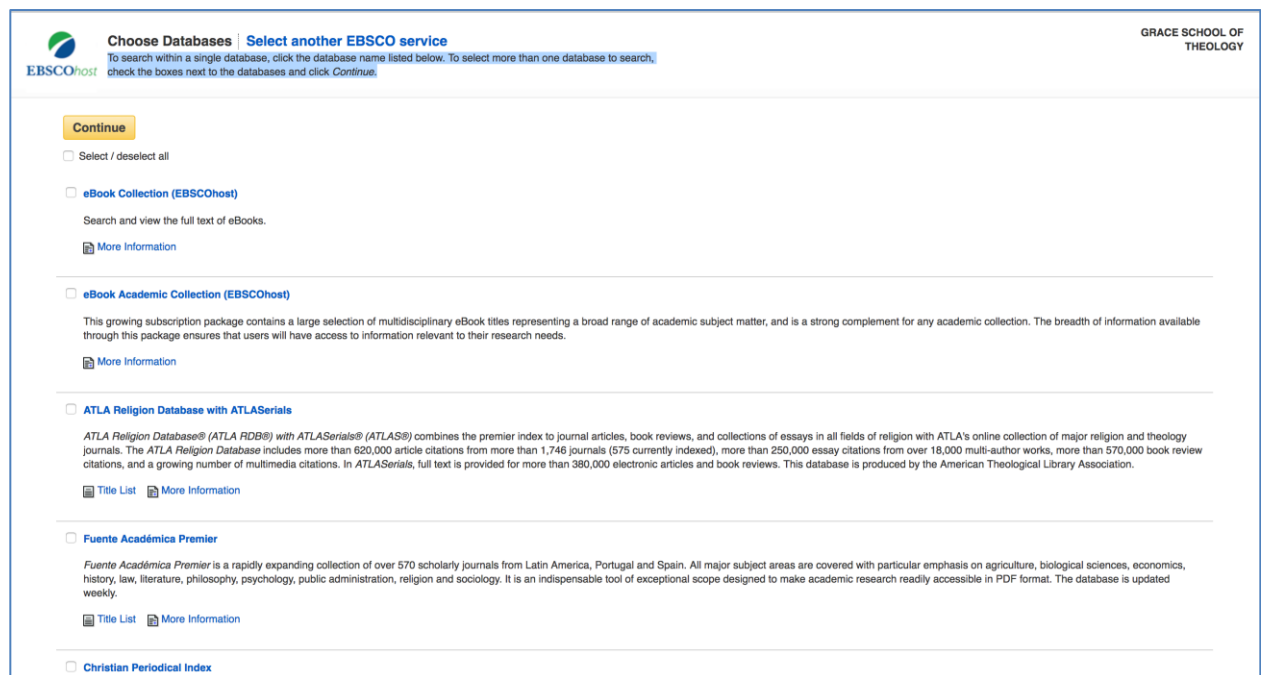 Choose Databases Select another EBSCO service
To search within a single database, click the database name listed below. To select more than one database to search,
check the boxes next to the databases and click Continue.
EBSCOhost
GRACE SCHOOL OF
THEOLOGY
Continue
Select / deselect all
eBook Collection (EBSCOhost)
Search and view the full text of eBooks.
More Information
eBook Academic Collection (EBSCOhost)
This growing subscription package contains a large selection of multidisciplinary eBook titles representing a broad range of academic subject matter, and is a strong complement for any academic collection. The breadth of information available
through this package ensures that users will have access to information relevant to their research needs.
More Information
ATLA Religion Database with ATLASerials
ATLA Religion Database® (ATLA RDB®) with ATLASerials® (ATLAS®) combines the premier index to journal articles, book reviews, and collections of essays in all fields of religion with ATLA's online collection of major religion and theology
journals. The ATLA Religion Database includes more than 620,000 article citations from more than 1,746 journals (575 currently indexed), more than 250,000 essay citations from over 18,000 multi-author works, more than 570,000 book review
citations, and a growing number of multimedia citations. In ATLASerials, full text is provided for more than 380,000 electronic articles and book reviews. This database is produced by the American Theological Library Association.
Title List More Information
Fuente Académica Premier
Fuente Académica Premier is a rapidly expanding collection of over 570 scholarly journals from Latin America, Portugal and Spain. All major subject areas are covered with particular emphasis on agriculture, biological sciences, economics,
history, law, literature, philosophy, psychology, public administration, religion and sociology. It is an indispensable tool of exceptional scope designed to make academic research readily accessible in PDF format. The database is updated
weekly.
Title List More Information
Christian Periodical Index